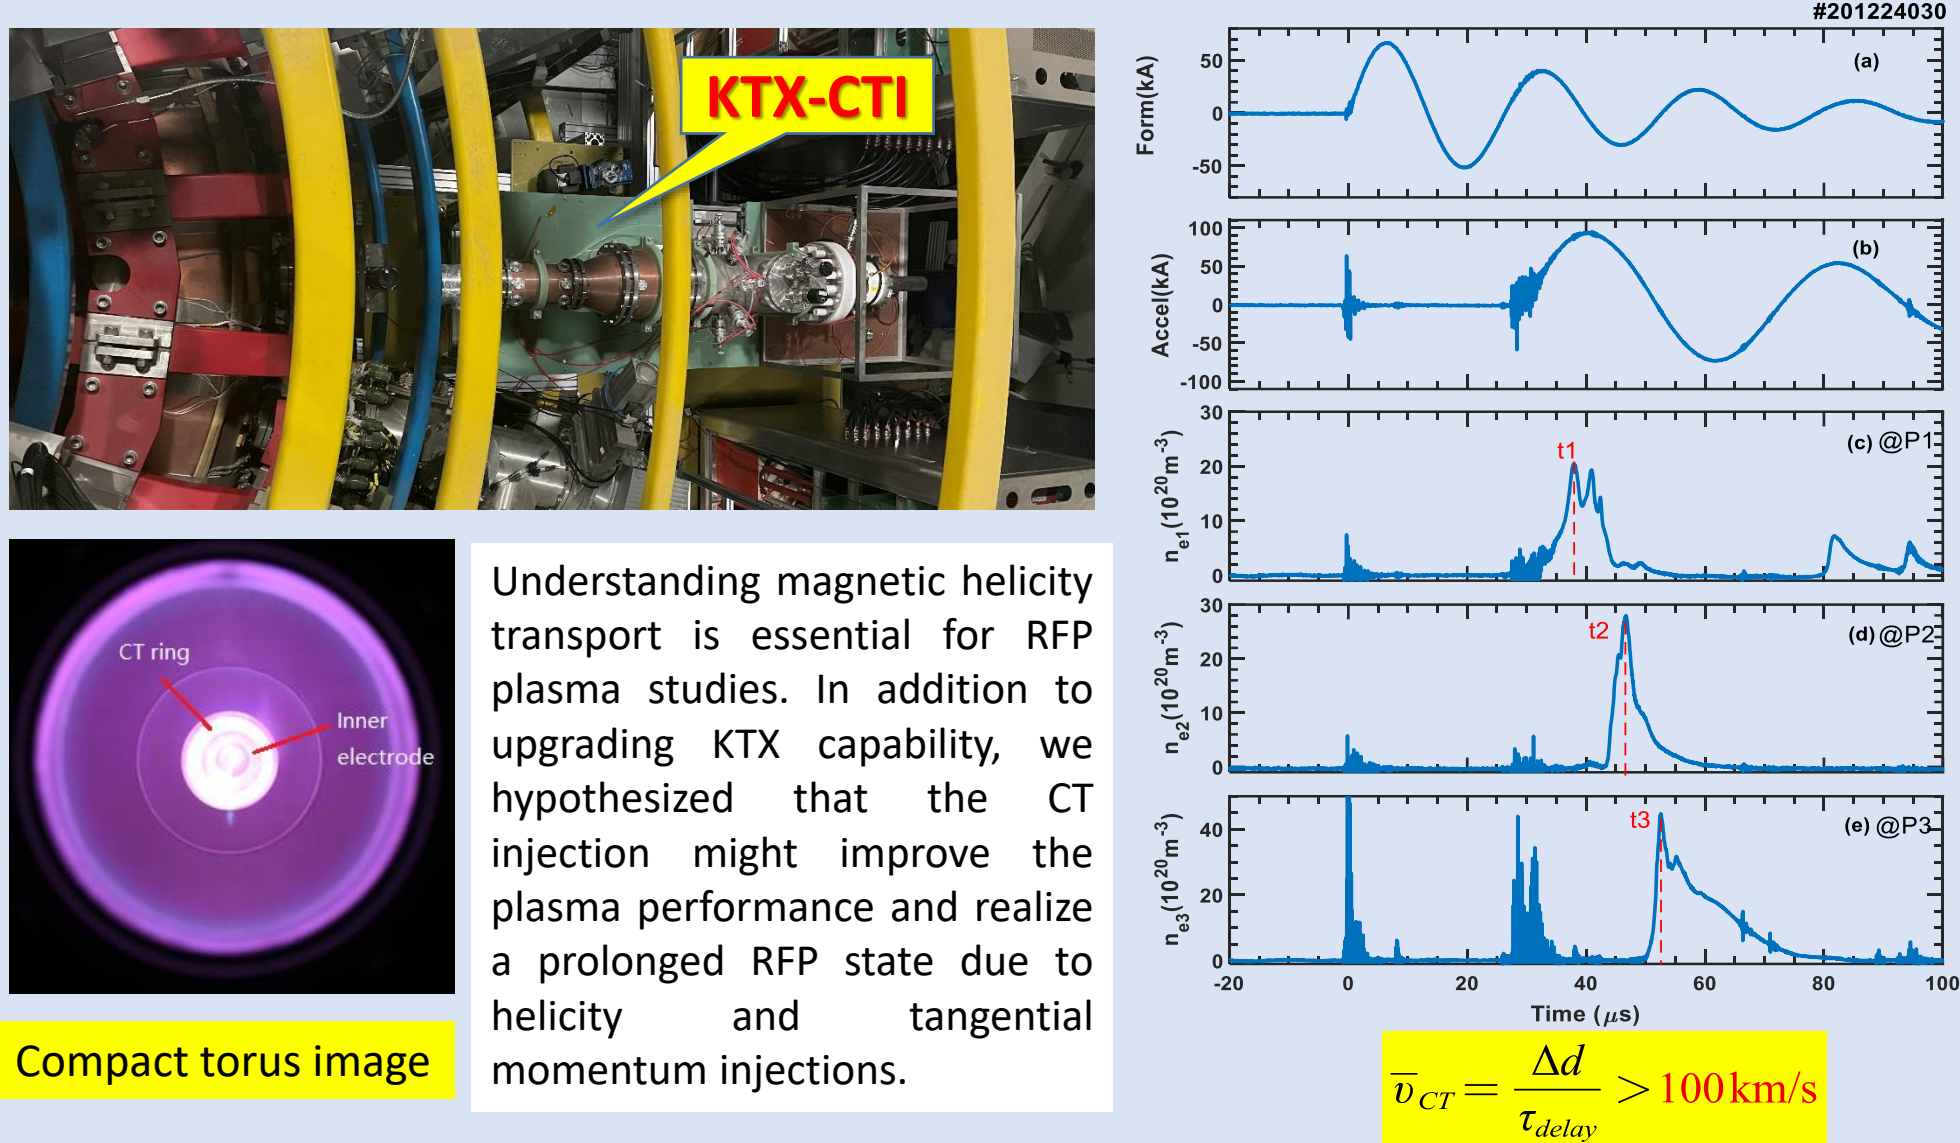 KTX-CTI
CT ring
Inner
electrode
Compact torus image
Understanding magnetic helicity
transport is essential for RFP
plasma studies. In addition to
upgrading KTX capability, we
hypothesized that the CT
injection might improve the
plasma performance and realize
a prolonged RFP state due to
helicity and tangential
momentum injections.
#201224030
(a)
Form(kA)
50
0
-50
(b)
Accel(kA)
100
50
0
-50
-100
(c) @P1
n_e1(10^20m^-3)
30
20
10
0
t1
(d) @P2
n_e2(10^20m^-3)
30
20
10
0
t2
(e) @P3
n_e3(10^20m^-3)
40
20
0
t3
-20 0 20 40 60 80 100
Time (μs)
ῡ_CT = Δd / τ_delay > 100 km/s